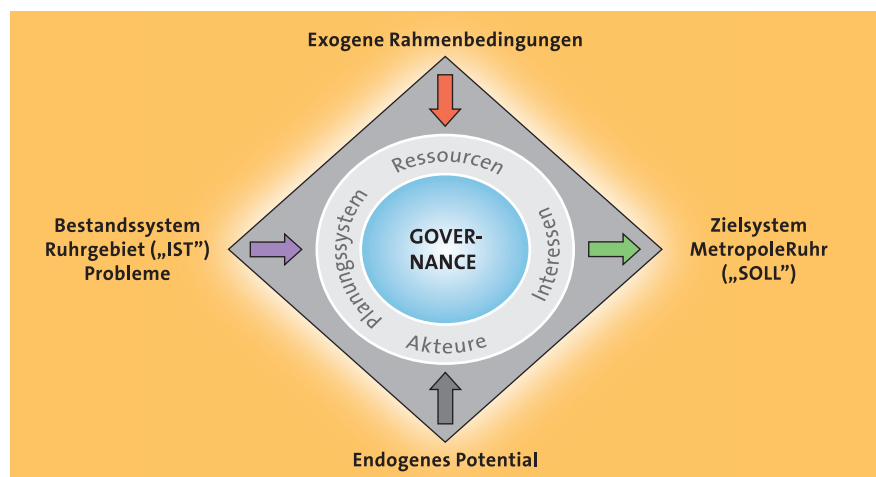 Exogene Rahmenbedingungen
Ressourcen
Planungssystem
Bestandssystem
Ruhrgebiet („IST”)
Probleme
GOVER-
NANCE
Interessen
Zielsystem
MetropoleRuhr
(„SOLL”)
Akteure
Endogenes Potential